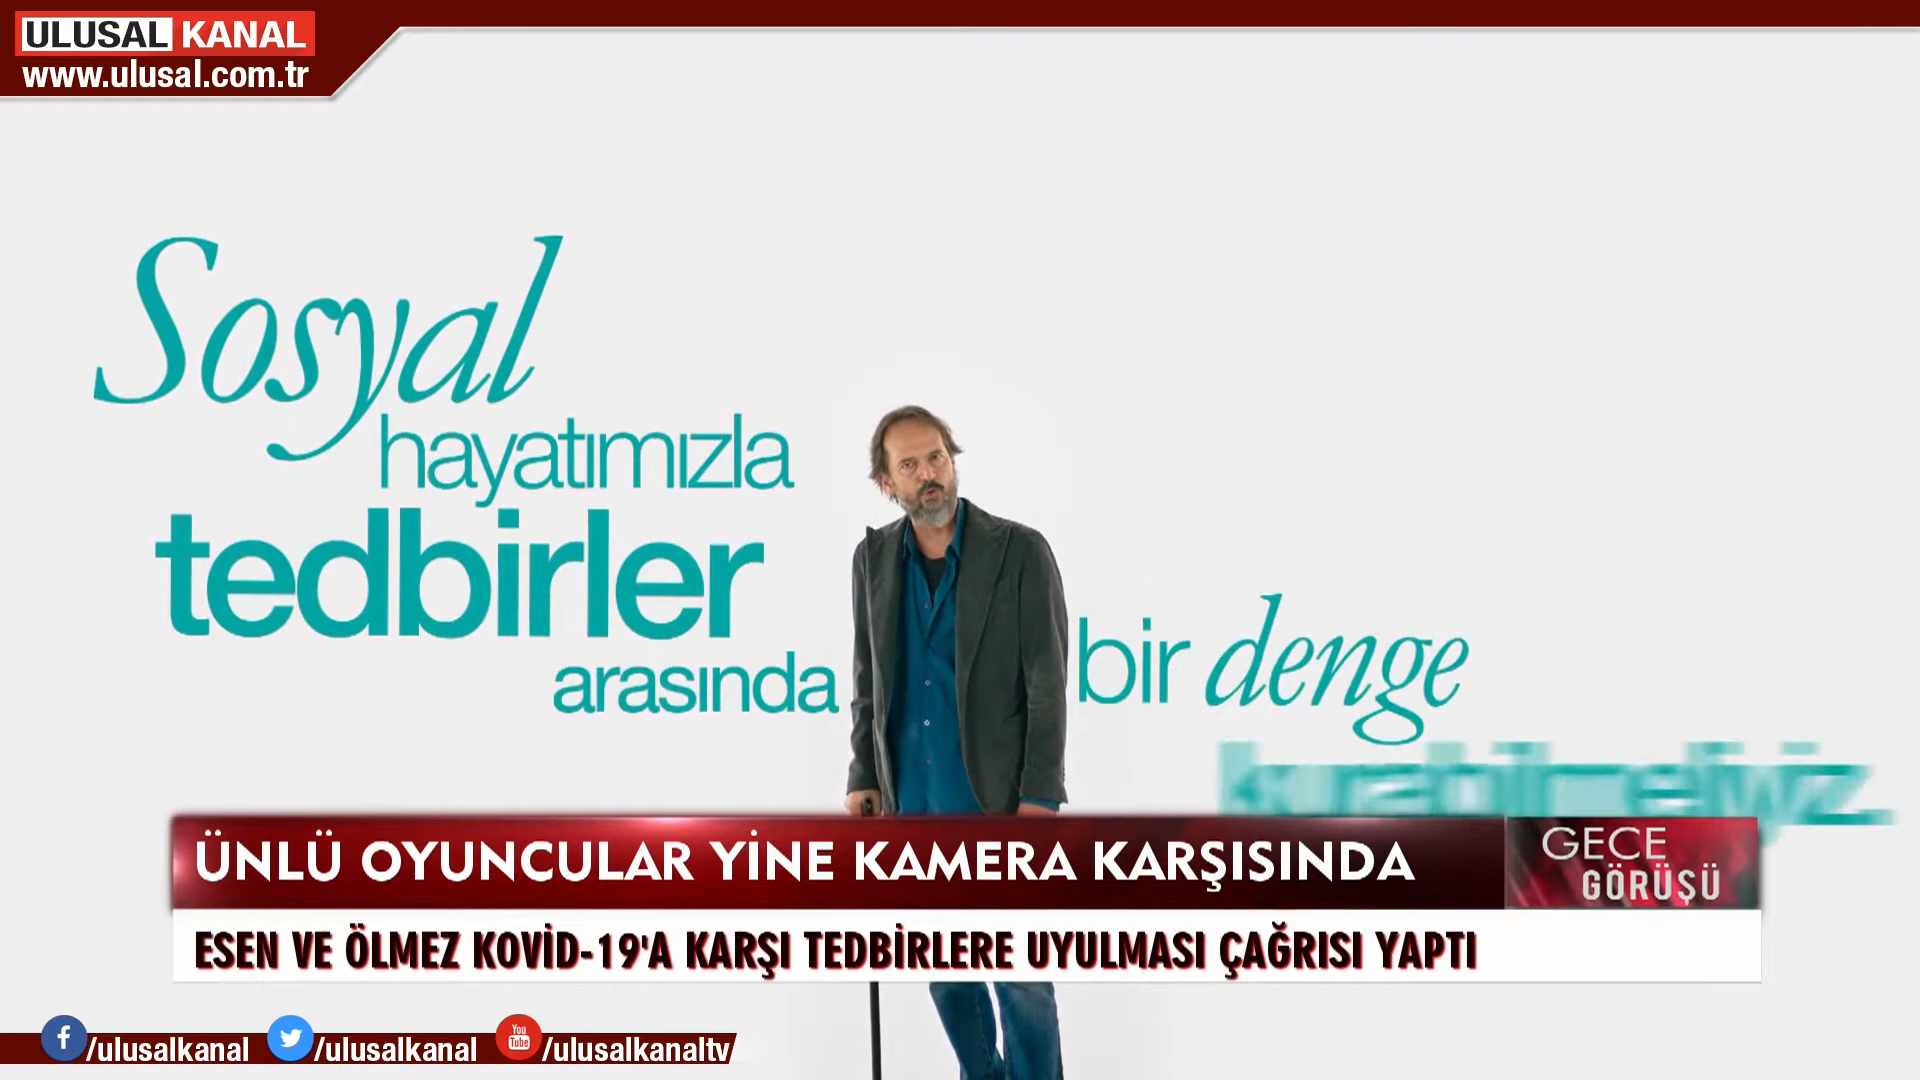 ULUSAL KANAL
www.ulusal.com.tr
Sosyal
hayatımızla
tedbirler
arasında
bir denge
kurabilmeliyiz.
ÜNLÜ OYUNCULAR YİNE KAMERA KARŞISINDA
GECE
GÖRÜŞÜ
ESEN VE ÖLMEZ KOVİD-19'A KARŞI TEDBİRLERE UYULMASI ÇAĞRISI YAPTI
/ulusalkanal
/ulusalkanal
You
Tube
/ulusalkanaltv